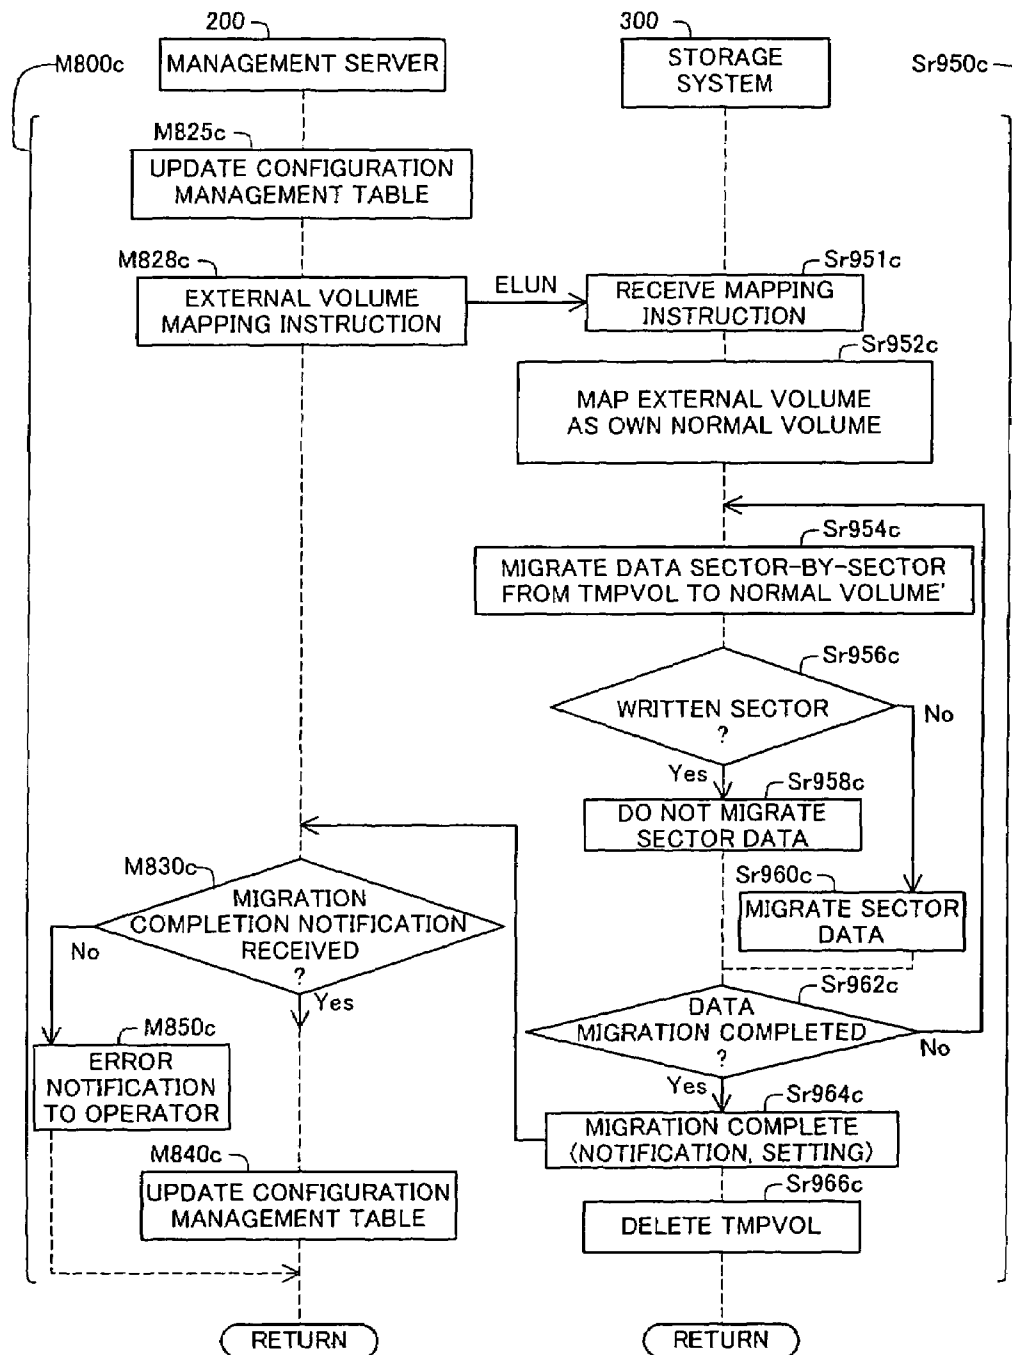 200
300
M800c
MANAGEMENT SERVER
STORAGE
SYSTEM
Sr950c
M825c
UPDATE CONFIGURATION
MANAGEMENT TABLE
M828c
EXTERNAL VOLUME
MAPPING INSTRUCTION
ELUN
Sr951c
RECEIVE MAPPING
INSTRUCTION
Sr952c
MAP EXTERNAL VOLUME
AS OWN NORMAL VOLUME
Sr954c
MIGRATE DATA SECTOR-BY-SECTOR
FROM TMPVOL TO NORMAL VOLUME'
Sr956c
WRITTEN SECTOR
?
No
Yes
Sr958c
DO NOT MIGRATE
SECTOR DATA
M830c
MIGRATION
COMPLETION NOTIFICATION
RECEIVED
?
No
Yes
Sr960c
MIGRATE SECTOR
DATA
Sr962c
DATA
MIGRATION COMPLETED
?
No
Yes
M850c
ERROR
NOTIFICATION
TO OPERATOR
Sr964c
MIGRATION COMPLETE
(NOTIFICATION, SETTING)
M840c
UPDATE CONFIGURATION
MANAGEMENT TABLE
Sr966c
DELETE TMPVOL
RETURN
RETURN